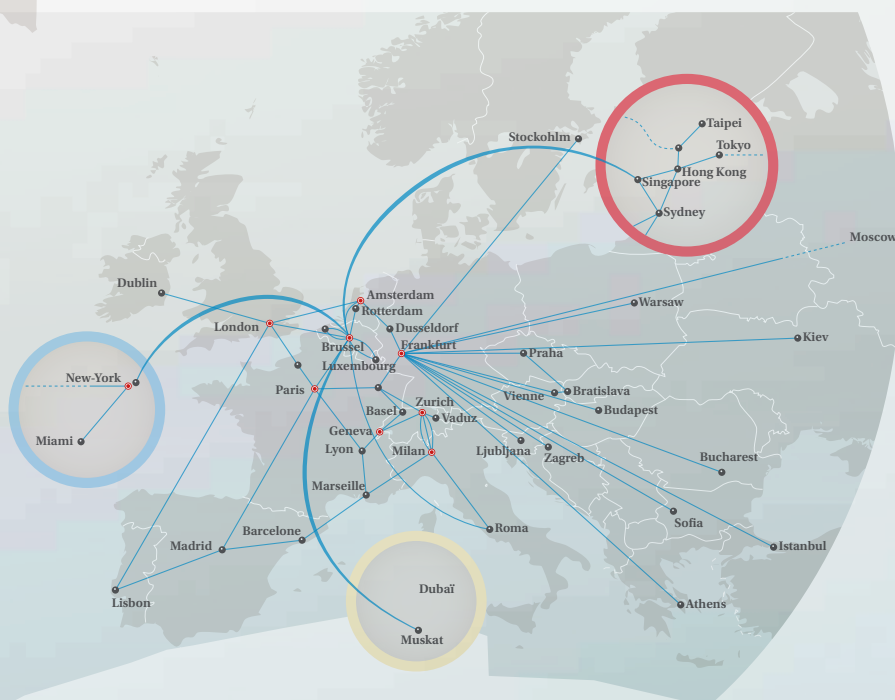 Stockohlm
Taipei
Tokyo
Hong Kong
Singapore
Sydney
Moscow
Dublin
Amsterdam
Rotterdam
London
Dusseldorf
Warsaw
Brussel
Frankfurt
Kiev
Praha
Luxembourg
New-York
Paris
Vienne
Bratislava
Zurich
Basel
Vaduz
Budapest
Geneva
Miami
Lyon
Milan
Ljubljana
Zagreb
Bucharest
Marseille
Sofia
Roma
Barcelone
Madrid
Istanbul
Dubaï
Lisbon
Athens
Muskat